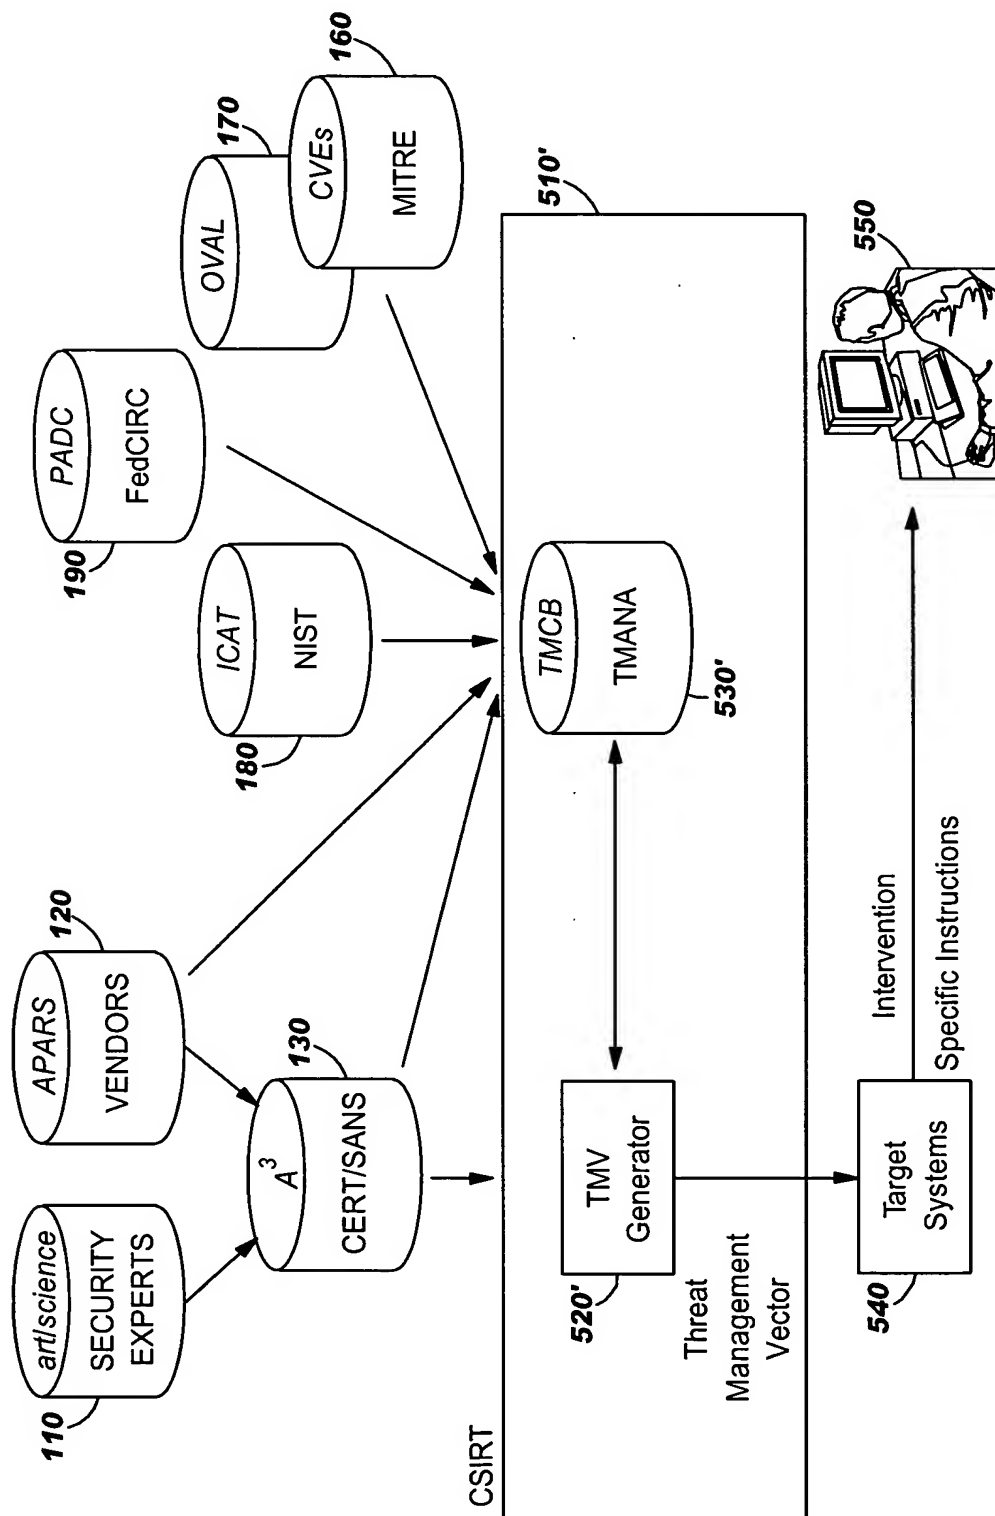 art/science
SECURITY
EXPERTS
110
APARS
VENDORS
120
A3
CERT/SANS
130
ICAT
NIST
180
PADC
FedCIRC
190
OVAL
170
CVEs
MITRE
160
CSIRT
510'
TMV
Generator
520'
TMCB
TMANA
530'
Threat
Management
Vector
Target
Systems
540
Intervention
Specific Instructions
550